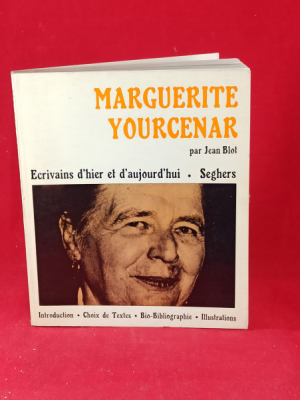 MARGUERITE
YOURCENAR
par Jean Blot
Ecrivains d'hier et d'aujourd'hui • Seghers
Introduction • Choix de Textes • Bio-Bibliographie • Illustrations